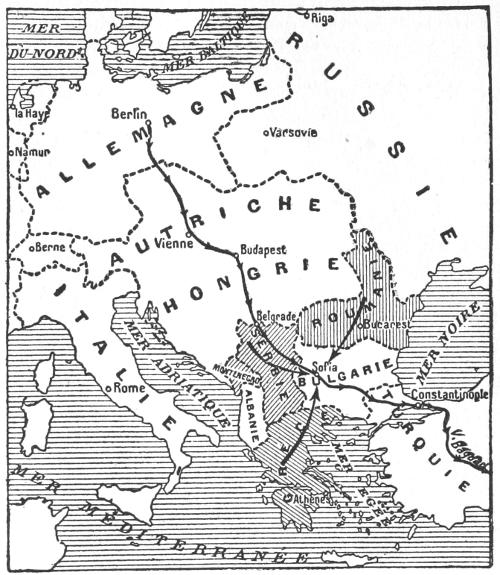 MER
DU-NORD
MER BALTIQUE
Riga
RUSSIE
la Haye
Berlin
ALLEMAGNE
Varsovie
Namur
AUTRICHE
Vienne
Berne
Budapest
HONGRIE
ROUMANIE
ITALIE
Belgrade
Bucarest
MER NOIRE
SERBIE
MER ADRIATIQUE
MONTENEGRO
Sofia
BULGARIE
Rome
ALBANIE
Constantinople
TURQUIE
GRECE
MER EGEE
V. Bagdad
Athènes
MER MÉDITERRANÉE